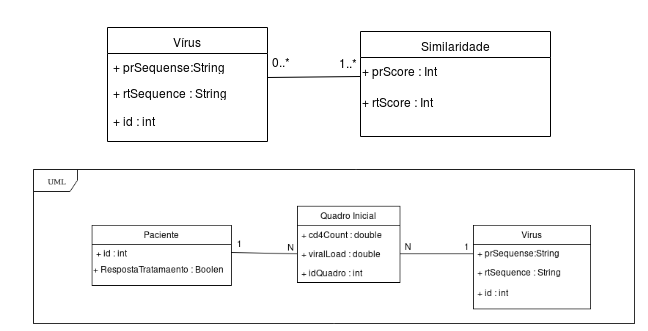 Vírus
+ prSequense:String
+ rtSequence : String
+ id : int
0..*
1..*
Similaridade
+ prScore : Int
+ rtScore : Int
UML
Paciente
+ id : int
+ RespostaTratamaento : Boolen
1
N
Quadro Inicial
+ cd4Count : double
+ viralLoad : double
+ idQuadro : int
N
1
Virus
+ prSequense:String
+ rtSequence : String
+ id : int